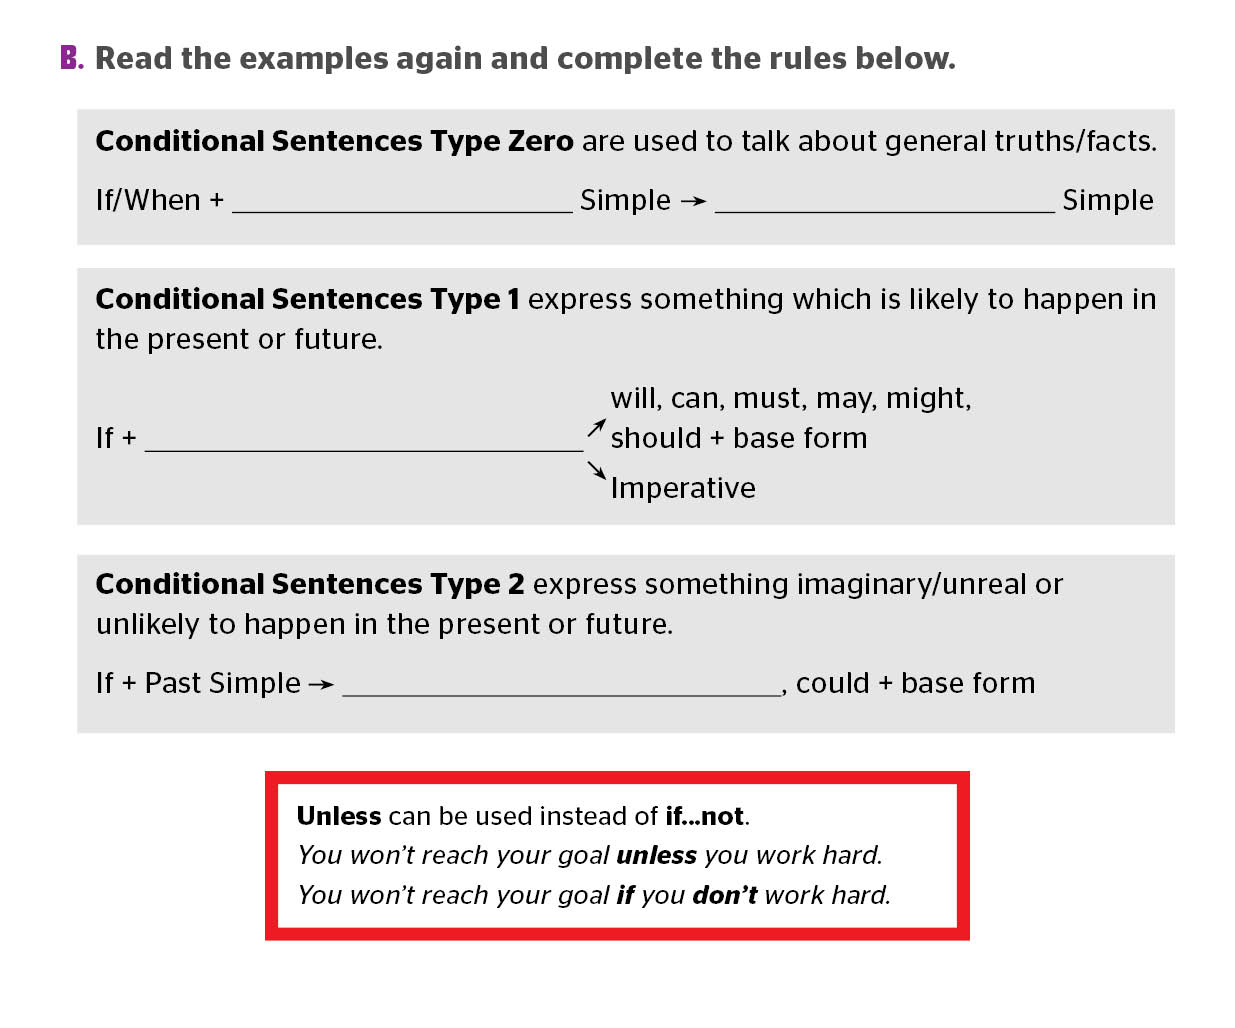 B. Read the examples again and complete the rules below.
Conditional Sentences Type Zero are used to talk about general truths/facts.
If/When + ______________________ Simple → ______________________ Simple
Conditional Sentences Type 1 express something which is likely to happen in
the present or future.
will, can, must, may, might,
If + ____________________________ ↗ should + base form
↘ Imperative
Conditional Sentences Type 2 express something imaginary/unreal or
unlikely to happen in the present or future.
If + Past Simple → ____________________________, could + base form
Unless can be used instead of if...not.
You won't reach your goal unless you work hard.
You won't reach your goal if you don't work hard.